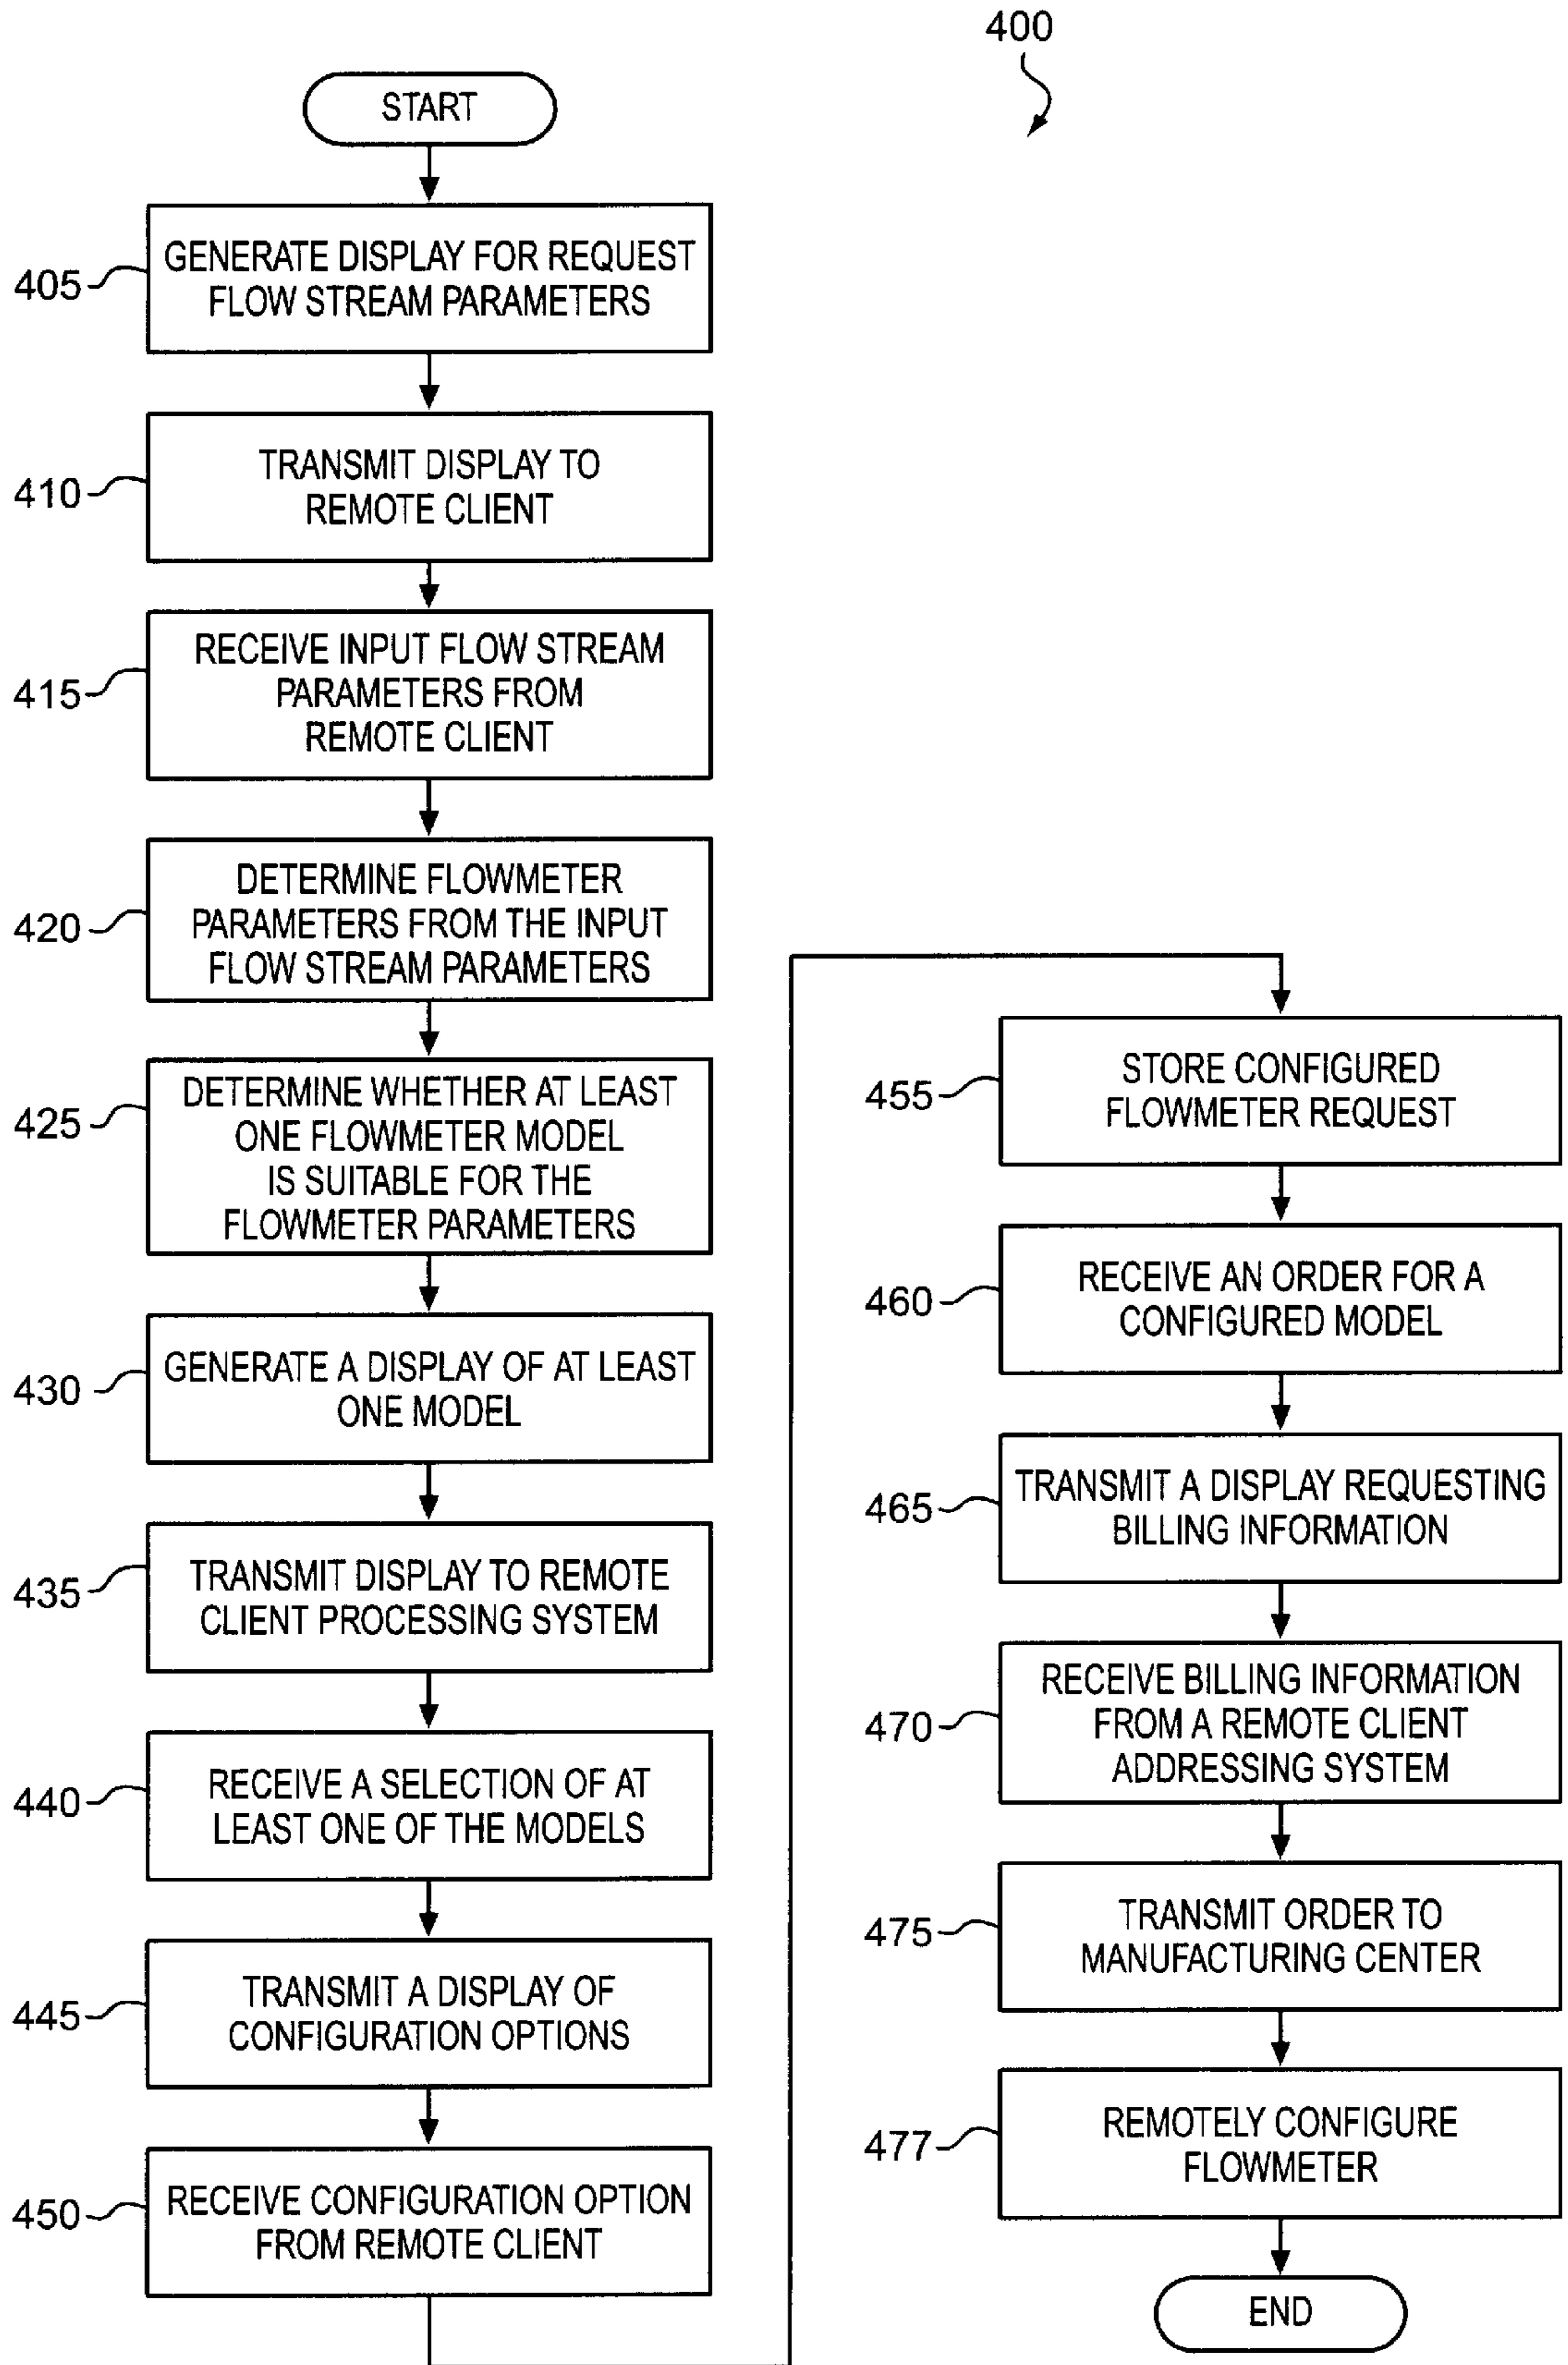 400
START
405
GENERATE DISPLAY FOR REQUEST
FLOW STREAM PARAMETERS
410
TRANSMIT DISPLAY TO
REMOTE CLIENT
415
RECEIVE INPUT FLOW STREAM
PARAMETERS FROM
REMOTE CLIENT
420
DETERMINE FLOWMETER
PARAMETERS FROM THE INPUT
FLOW STREAM PARAMETERS
425
DETERMINE WHETHER AT LEAST
ONE FLOWMETER MODEL
IS SUITABLE FOR THE
FLOWMETER PARAMETERS
430
GENERATE A DISPLAY OF AT LEAST
ONE MODEL
435
TRANSMIT DISPLAY TO REMOTE
CLIENT PROCESSING SYSTEM
440
RECEIVE A SELECTION OF AT
LEAST ONE OF THE MODELS
445
TRANSMIT A DISPLAY OF
CONFIGURATION OPTIONS
450
RECEIVE CONFIGURATION OPTION
FROM REMOTE CLIENT
455
STORE CONFIGURED
FLOWMETER REQUEST
460
RECEIVE AN ORDER FOR A
CONFIGURED MODEL
465
TRANSMIT A DISPLAY REQUESTING
BILLING INFORMATION
470
RECEIVE BILLING INFORMATION
FROM A REMOTE CLIENT
ADDRESSING SYSTEM
475
TRANSMIT ORDER TO
MANUFACTURING CENTER
477
REMOTELY CONFIGURE
FLOWMETER
END